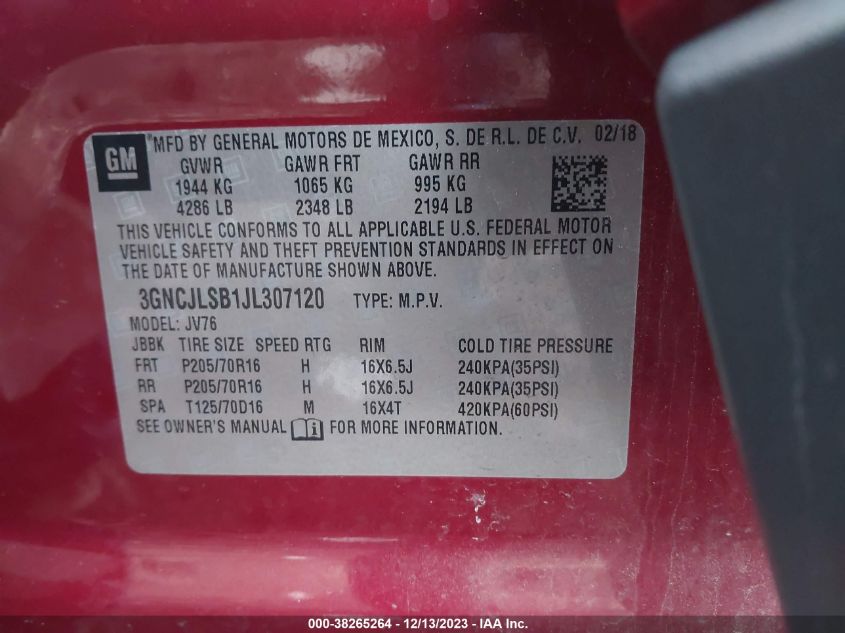 GM MFD BY GENERAL MOTORS DE MEXICO, S. DE R.L. DE C.V. 02/18
GVWR GAWR FRT GAWR RR
1944 KG 1065 KG 995 KG
4286 LB 2348 LB 2194 LB
THIS VEHICLE CONFORMS TO ALL APPLICABLE U.S. FEDERAL MOTOR
VEHICLE SAFETY AND THEFT PREVENTION STANDARDS IN EFFECT ON
THE DATE OF MANUFACTURE SHOWN ABOVE.
3GNCJLSB1JL307120 TYPE: M.P.V.
MODEL: JV76
JBBK TIRE SIZE SPEED RTG RIM COLD TIRE PRESSURE
FRT P205/70R16 H 16X6.5J 240KPA(35PSI)
RR P205/70R16 H 16X6.5J 240KPA(35PSI)
SPA T125/70D16 M 16X4T 420KPA(60PSI)
SEE OWNER'S MANUAL i FOR MORE INFORMATION.
000-38265264 - 12/13/2023 - IAAI.com